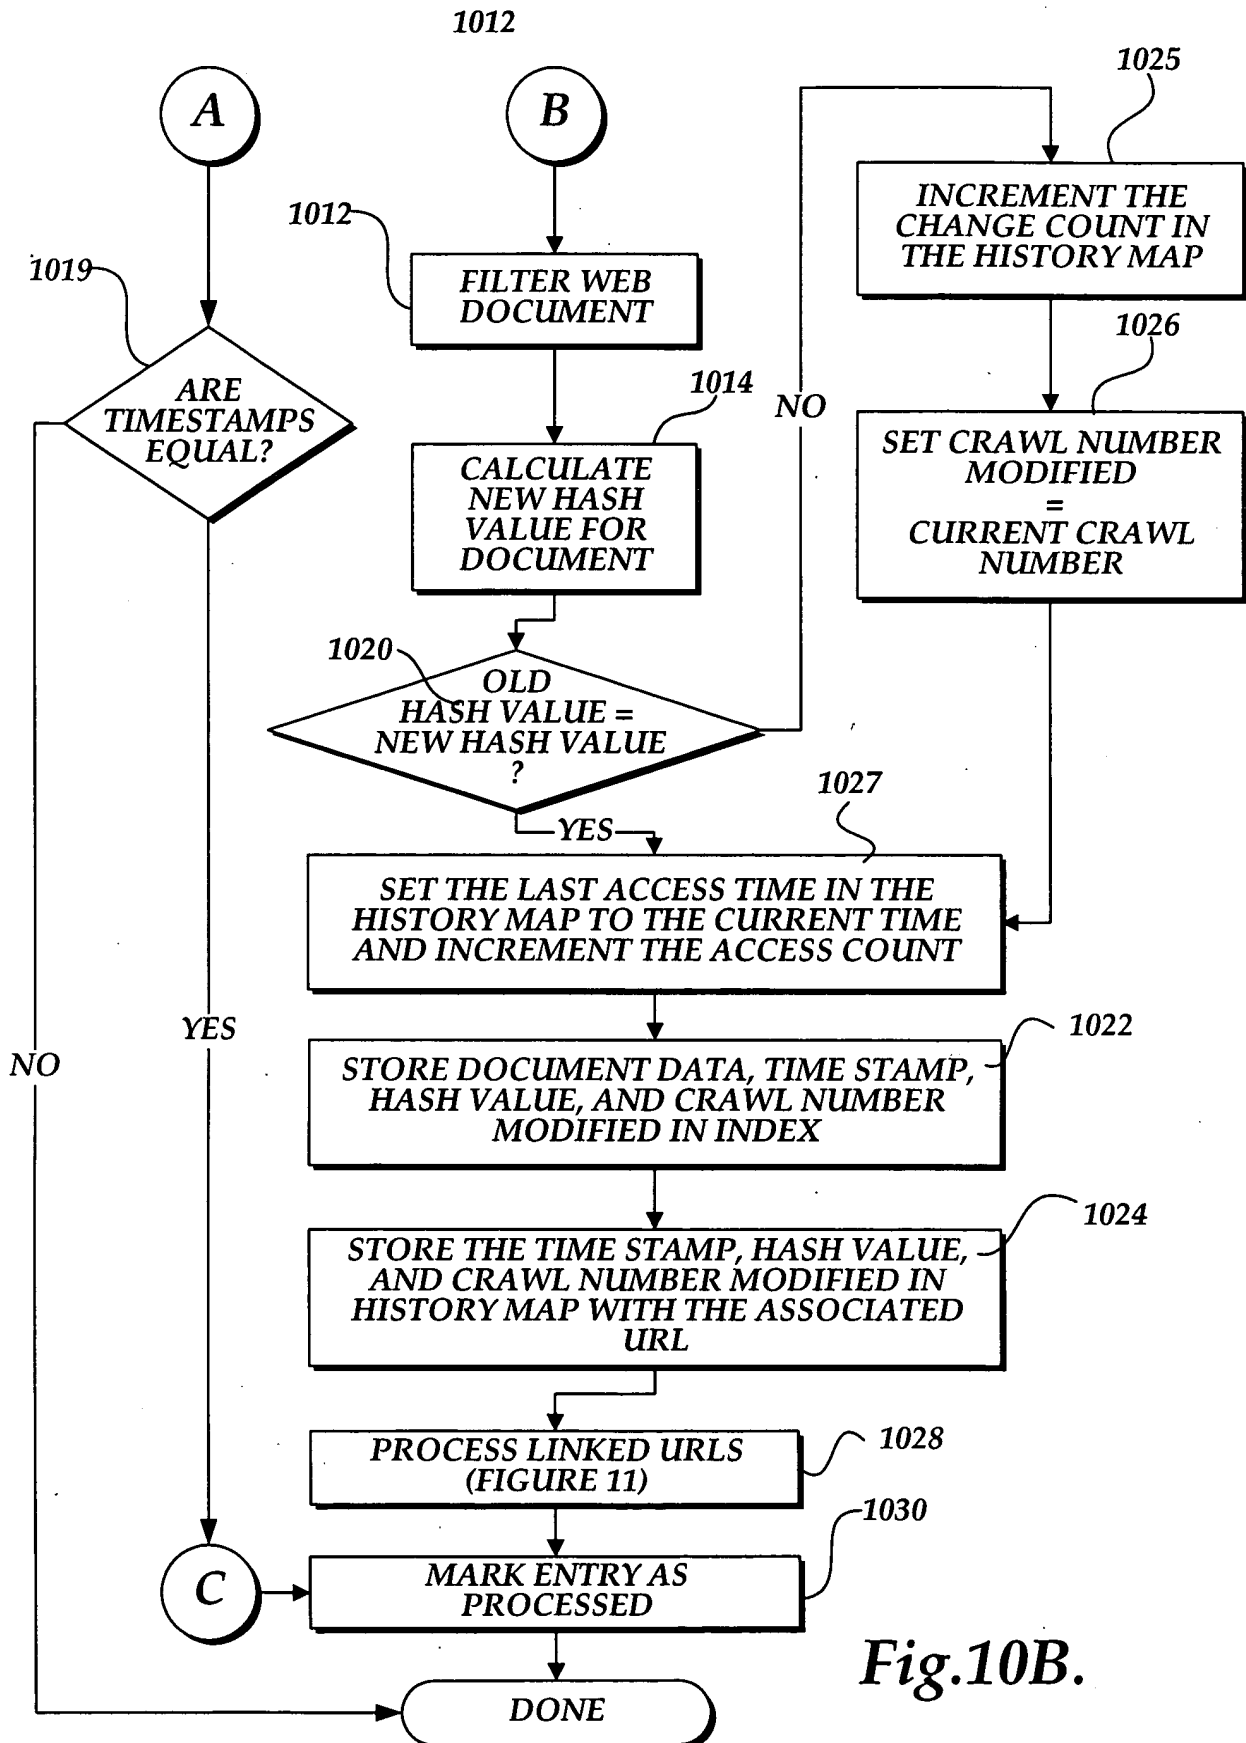 1012
A
B
1025
INCREMENT THE
CHANGE COUNT IN
THE HISTORY MAP
1012
FILTER WEB
DOCUMENT
1019
ARE
TIMESTAMPS
EQUAL?
1026
SET CRAWL NUMBER
MODIFIED
=
CURRENT CRAWL
NUMBER
1014
NO
CALCULATE
NEW HASH
VALUE FOR
DOCUMENT
1020
OLD
HASH VALUE =
NEW HASH VALUE
?
YES
1027
SET THE LAST ACCESS TIME IN THE
HISTORY MAP TO THE CURRENT TIME
AND INCREMENT THE ACCESS COUNT
YES
NO
1022
STORE DOCUMENT DATA, TIME STAMP,
HASH VALUE, AND CRAWL NUMBER
MODIFIED IN INDEX
1024
STORE THE TIME STAMP, HASH VALUE,
AND CRAWL NUMBER MODIFIED IN
HISTORY MAP WITH THE ASSOCIATED
URL
1028
PROCESS LINKED URLS
(FIGURE 11)
1030
C
MARK ENTRY AS
PROCESSED
DONE
Fig.10B.